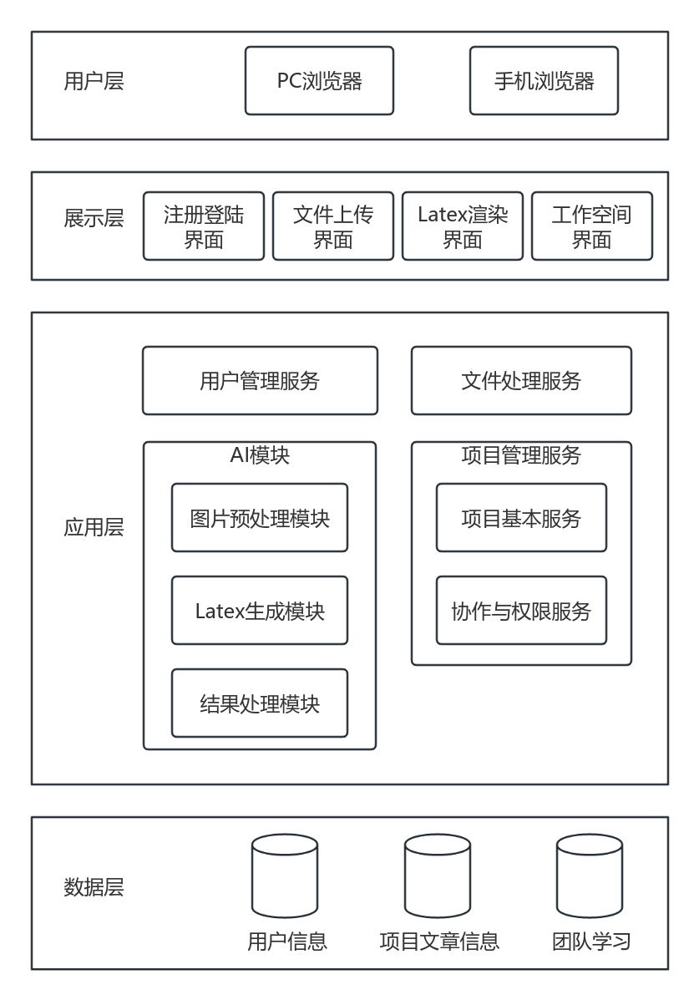 用户层
PC浏览器
手机浏览器
展示层
注册登陆
界面
文件上传
界面
Latex渲染
界面
工作空间
界面
应用层
用户管理服务
文件处理服务
AI模块
图片预处理模块
Latex生成模块
结果处理模块
项目管理服务
项目基本服务
协作与权限服务
数据层
用户信息
项目文章信息
团队学习